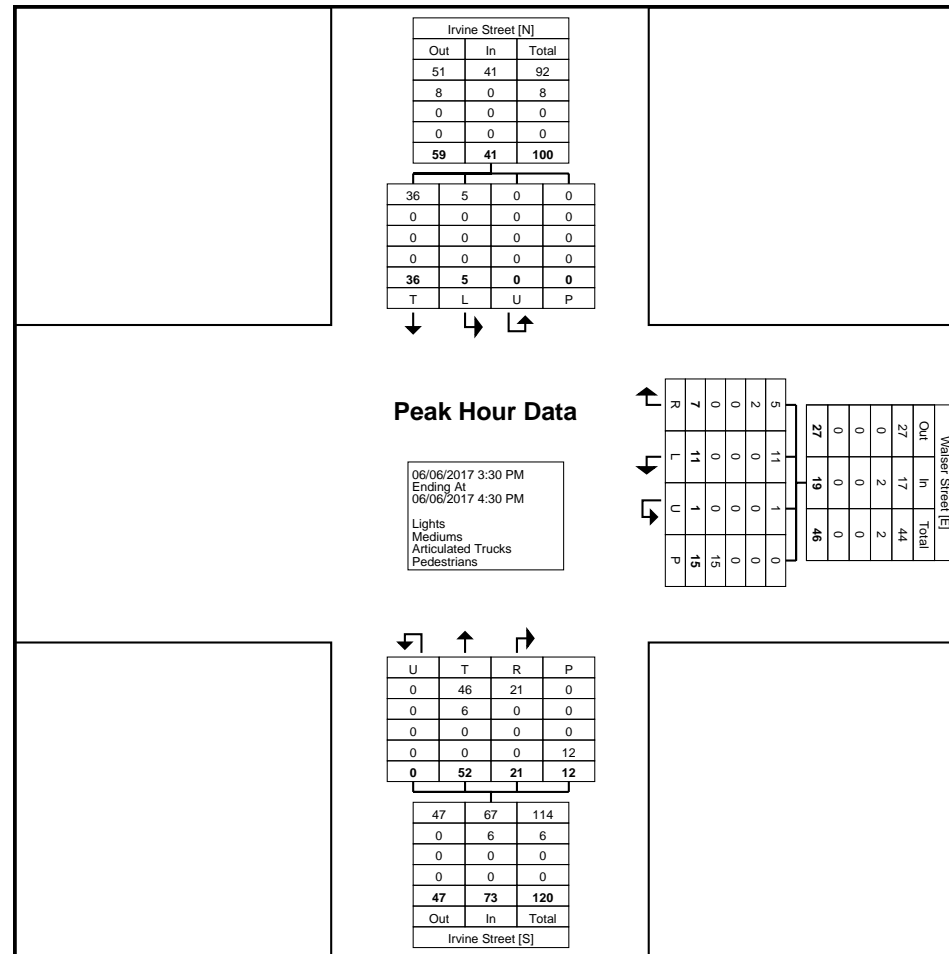 Irvine Street [N]
Out In Total
51 41 92
8 0 8
0 0 0
0 0 0
59 41 100
36 5 0 0
0 0 0 0
0 0 0 0
0 0 0 0
36 5 0 0
T L U P
Peak Hour Data
06/06/2017 3:30 PM
Ending At
06/06/2017 4:30 PM
Lights
Mediums
Articulated Trucks
Pedestrians
R 7 0 0 2 5
L 11 0 0 0 11
U 1 0 0 0 1
P 15 15 0 0 0
Walser Street [E]
Out In Total
27 17 44
0 2 2
0 0 0
0 0 0
27 19 46
U T R P
0 46 21 0
0 6 0 0
0 0 0 0
0 0 0 12
0 52 21 12
47 67 114
0 6 6
0 0 0
0 0 0
47 73 120
Out In Total
Irvine Street [S]